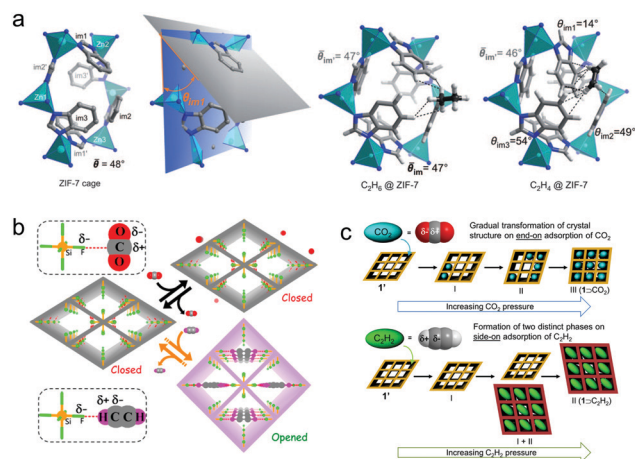 a
im1
Zn2
im2'
im3'
Zn1
im3
im2
Zn3
im1'
θ̄ = 48°
ZIF-7 cage
θim1
θ̄im' = 47°
θ̄im = 47°
C2H6 @ ZIF-7
θim1 = 14°
θ̄im' = 46°
θim2 = 49°
θim3 = 54°
C2H4 @ ZIF-7
b
Si
δ-
F
O
δ-
C
δ+
O
Closed
Closed
Si
δ-
F
δ+ δ-
HCCH
Opened
c
CO2
=
δ- δ+
Gradual transformation of crystal
structure on end-on adsorption of CO2
1'
I
II
III (1⊃CO2)
Increasing CO2 pressure
C2H2
=
δ+ δ-
Formation of two distinct phases on
side-on adsorption of C2H2
1'
I
I + II
II (1⊃C2H2)
Increasing C2H2 pressure